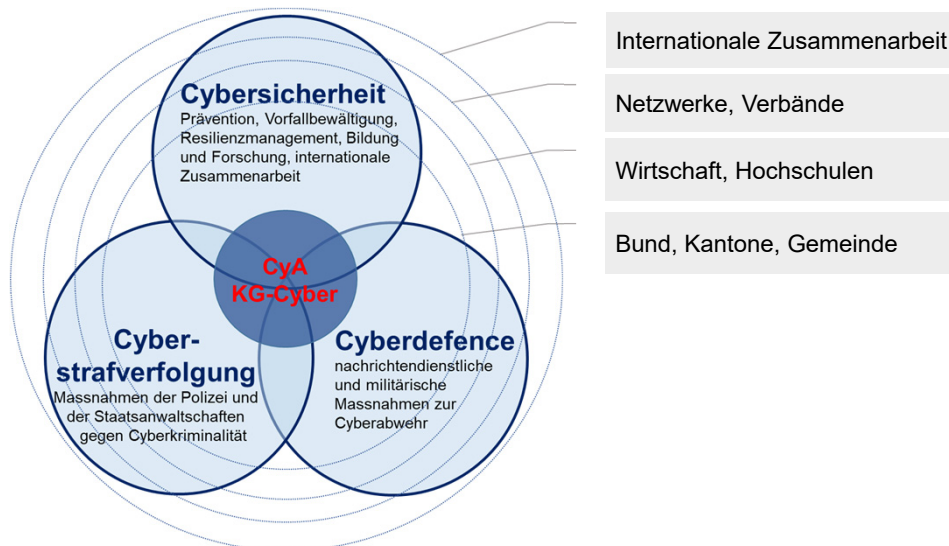 Cybersicherheit
Prävention, Vorfallbewältigung,
Resilienzmanagement, Bildung
und Forschung, internationale
Zusammenarbeit
CyA
KG-Cyber
Cyber-
strafverfolgung
Massnahmen der Polizei und
der Staatsanwaltschaften
gegen Cyberkriminalität
Cyberdefence
nachrichtendienstliche
und militärische
Massnahmen zur
Cyberabwehr
Internationale Zusammenarbeit
Netzwerke, Verbände
Wirtschaft, Hochschulen
Bund, Kantone, Gemeinde